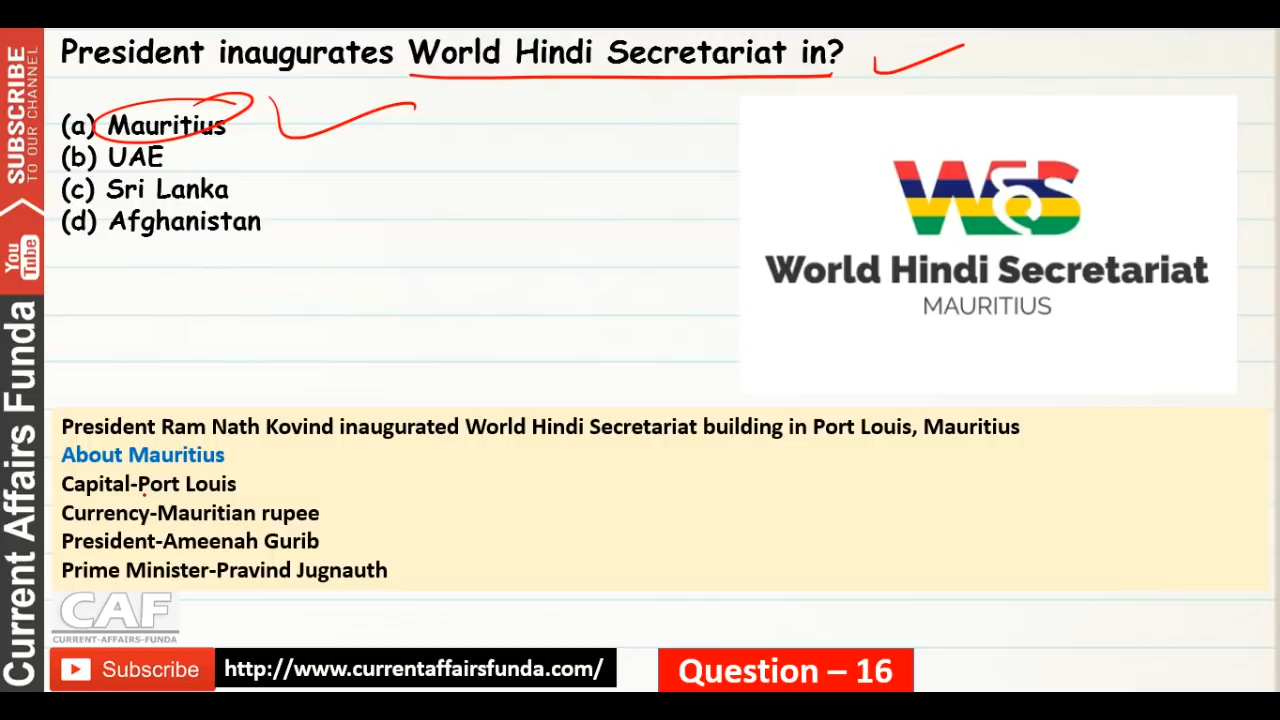 President inaugurates World Hindi Secretariat in?
(a) Mauritius
(b) UAE
(c) Sri Lanka
(d) Afghanistan
WES
World Hindi Secretariat
MAURITIUS
President Ram Nath Kovind inaugurated World Hindi Secretariat building in Port Louis, Mauritius
About Mauritius
Capital-Port Louis
Currency-Mauritian rupee
President-Ameenah Gurib
Prime Minister-Pravind Jugnauth
CAF
CURRENT-AFFAIRS-FUNDA
Subscribe
http://www.currentaffairsfunda.com/
Question – 16
SUBSCRIBE
TO OUR CHANNEL
You
Tube
Current Affairs Funda